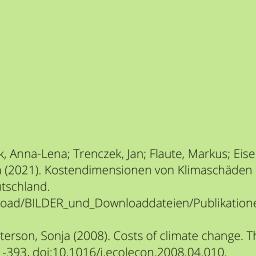 k, Anna-Lena; Trenczek, Jan; Flaute, Markus; Eise
(2021). Kostendimensionen von Klimaschäden
tschland.
oad/BILDER_und_Downloaddateien/Publikatione
terson, Sonja (2008). Costs of climate change. Th
-393. doi:10.1016/j.ecolecon.2008.04.010.